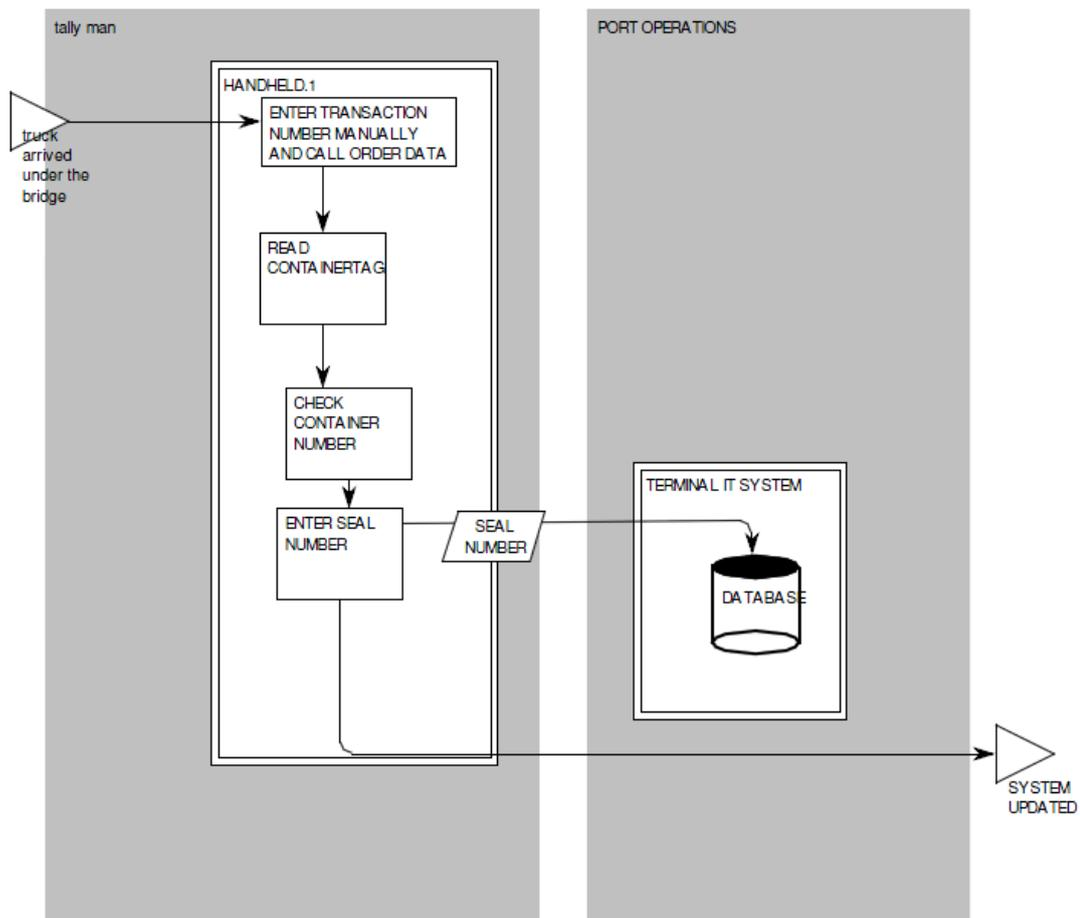 tally man
PORT OPERATIONS
HANDHELD.1
ENTER TRANSACTION
NUMBER MANUALLY
AND CALL ORDER DATA
truck
arrived
under the
bridge
READ
CONTAINERTAG
CHECK
CONTAINER
NUMBER
TERMINAL IT SYSTEM
ENTER SEAL
NUMBER
SEAL
NUMBER
DATABASE
SYSTEM
UPDATED